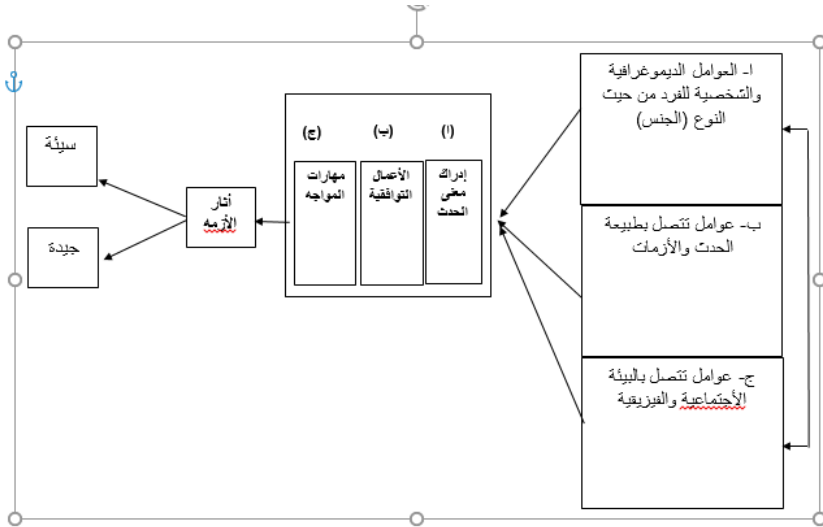 ا- العوامل الديموغرافية
والشخصية للفرد من حيث
النوع (الجنس)
ب- عوامل تتصل بطبيعة
الحدث والأزمات
ج- عوامل تتصل بالبيئة
الأجتماعية والفيزيقية
(ا)
إدراك
معنى
الحدث
(ب)
الأعمال
التوافقية
(ج)
مهارات
المواجه
أثار
الأزمه
سيئة
جيدة